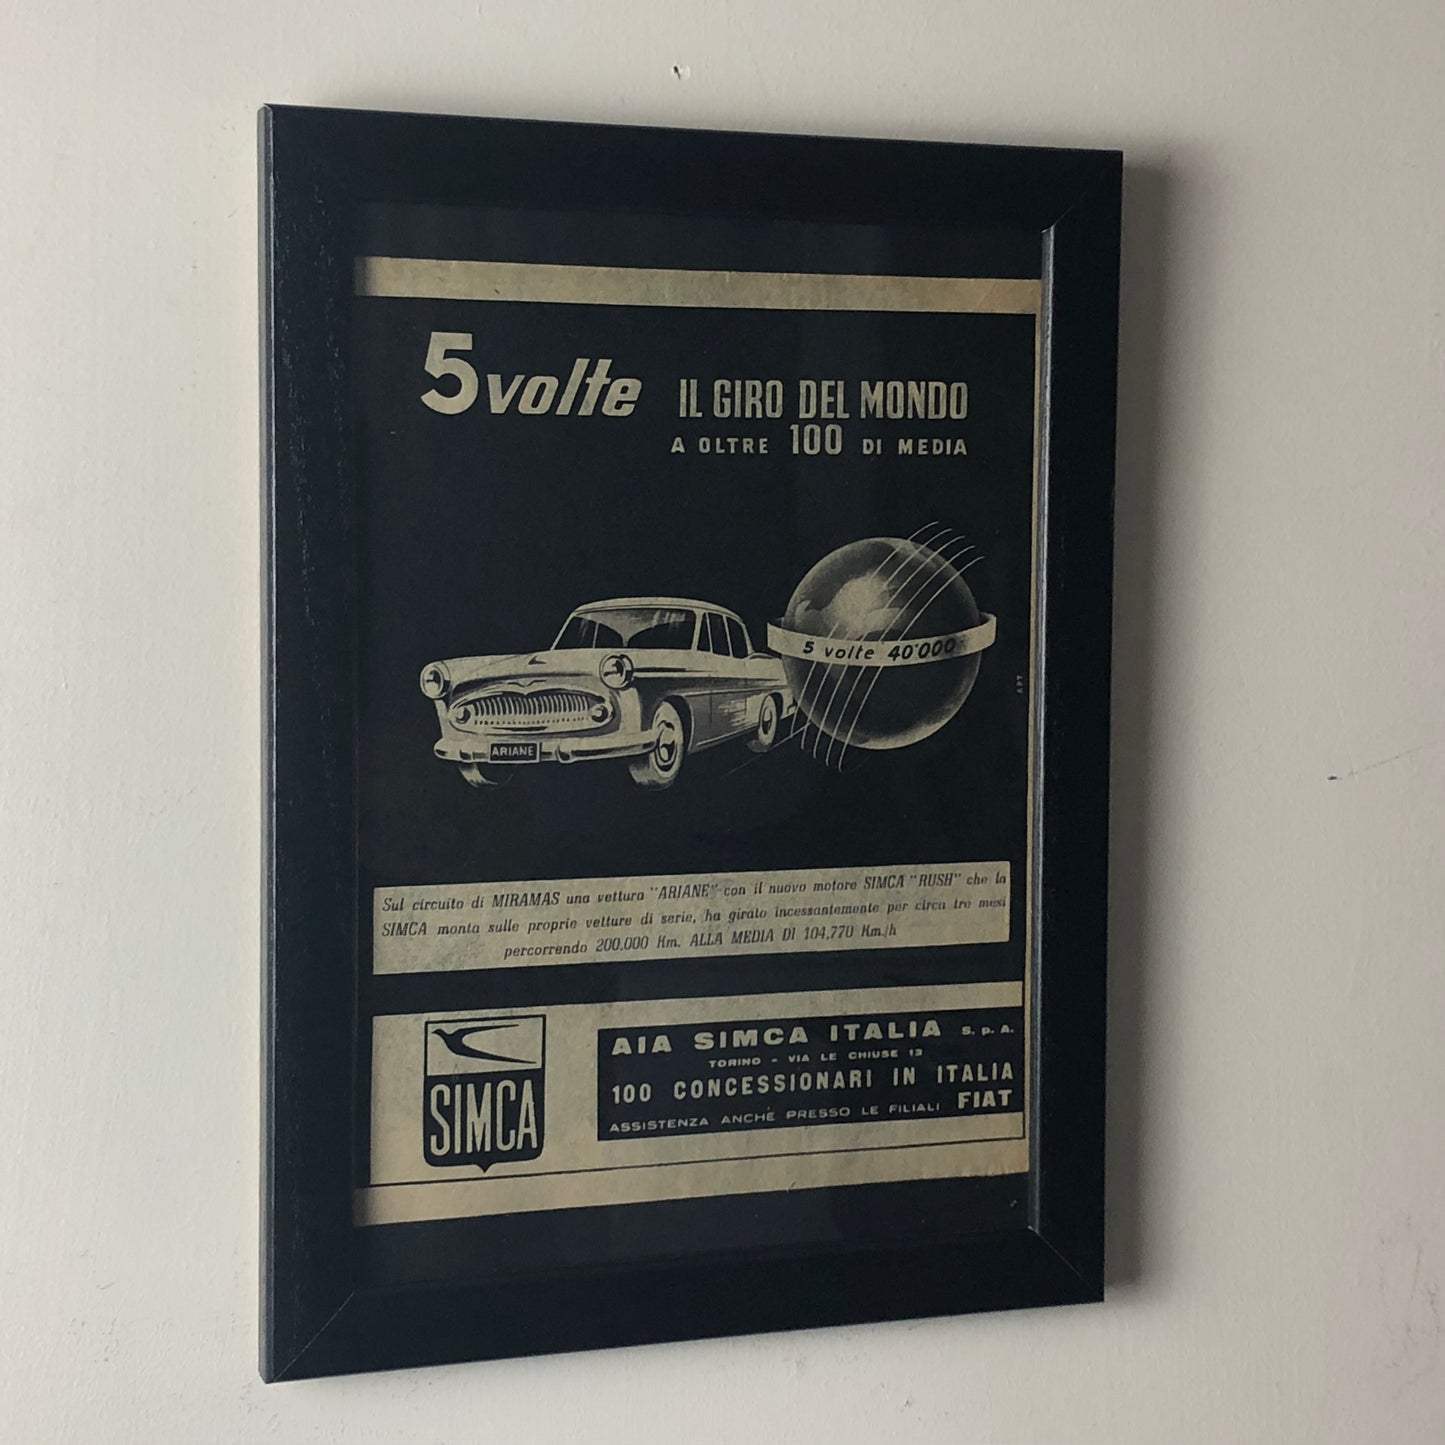 5 volte IL GIRO DEL MONDO
A OLTRE 100 DI MEDIA
5 volte 40'000
ARIANE
Sul circuito di MIRAMAS una vettura "ARIANE" con il nuovo motore SIMCA "RUSH" che la
SIMCA monta sulle proprie vetture di serie, ha girato incessantemente per circa tre mesi
percorrendo 200.000 Km. ALLA MEDIA DI 104,770 Km./h
SIMCA
AIA SIMCA ITALIA S. p. A.
TORINO - VIA LE CHIUSE 13
100 CONCESSIONARI IN ITALIA
ASSISTENZA ANCHE PRESSO LE FILIALI FIAT